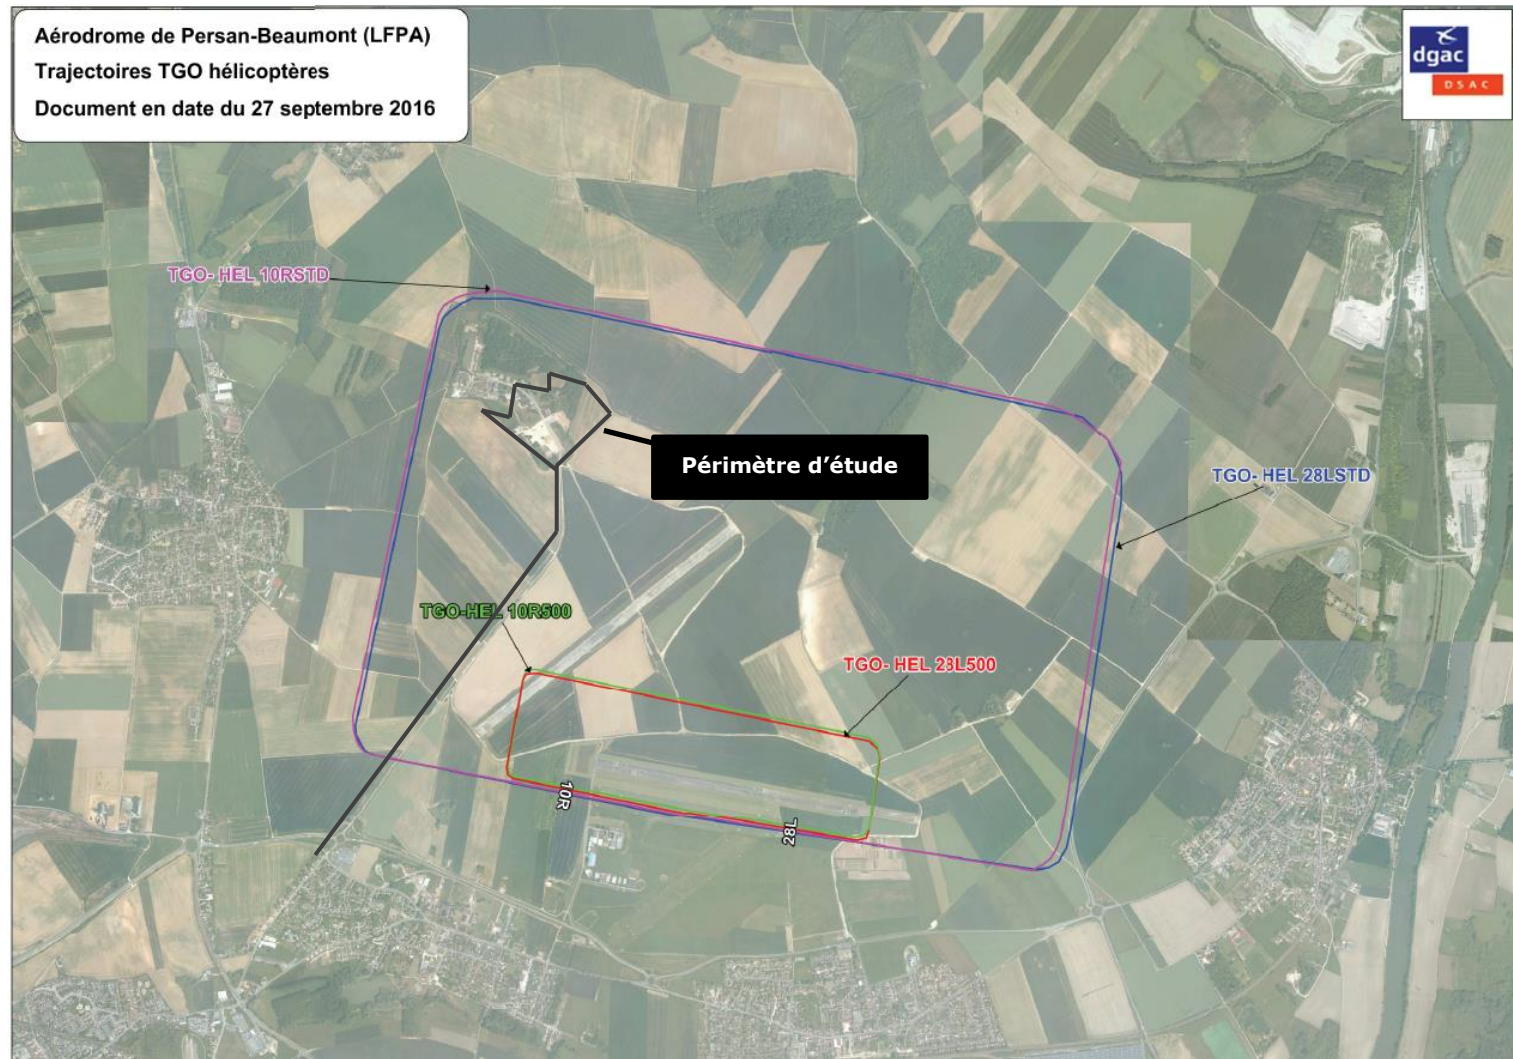 Aérodrome de Persan-Beaumont (LFPA)
Trajectoires TGO hélicoptères
Document en date du 27 septembre 2016
dgac
DSAC
TGO- HEL 10RSTD
Périmètre d'étude
TGO- HEL 28LSTD
TGO-HEL 10R500
TGO- HEL 28L500
10R
28L